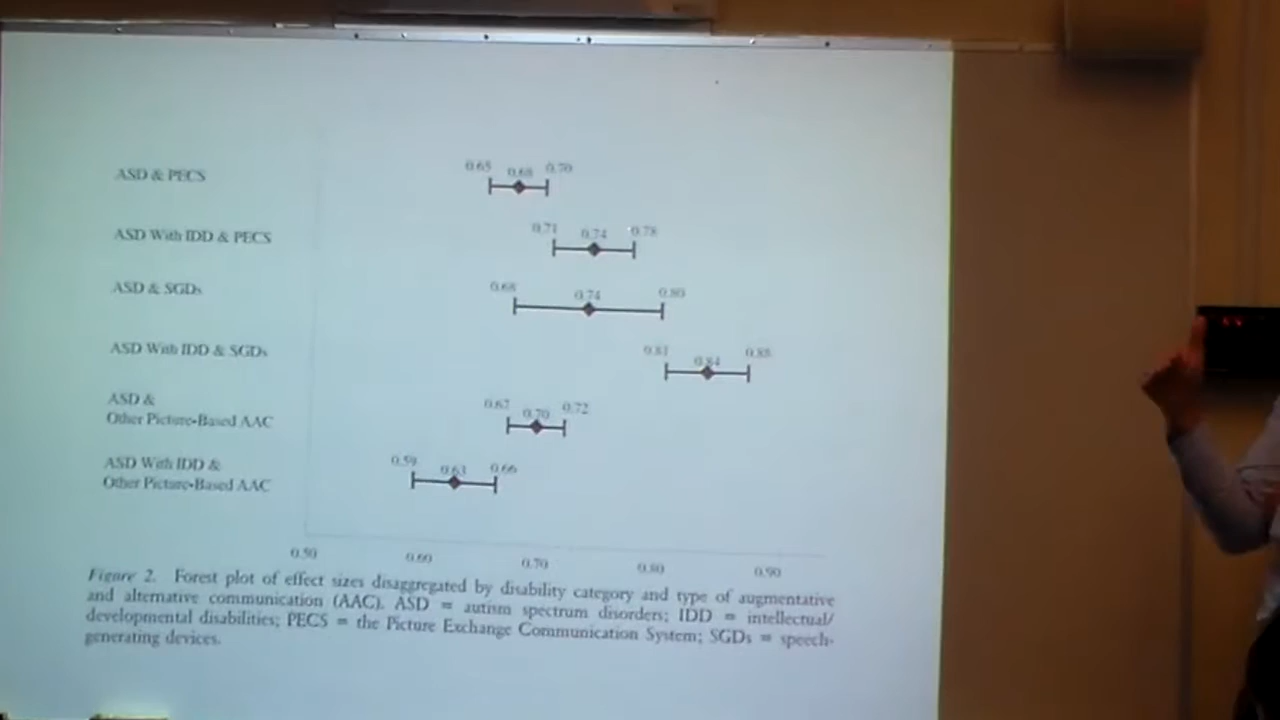 ASD & PECS
0.65 0.68 0.70
ASD With IDD & PECS
0.71 0.74 0.78
ASD & SGDs
0.68 0.74 0.80
ASD With IDD & SGDs
0.81 0.84 0.88
ASD &
Other Picture-Based AAC
0.67 0.70 0.72
ASD With IDD &
Other Picture-Based AAC
0.59 0.63 0.66
0.50 0.60 0.70 0.80 0.90
Figure 2. Forest plot of effect sizes disaggregated by disability category and type of augmentative
and alternative communication (AAC). ASD = autism spectrum disorders; IDD = intellectual/
developmental disabilities; PECS = the Picture Exchange Communication System; SGDs = speech-
generating devices.